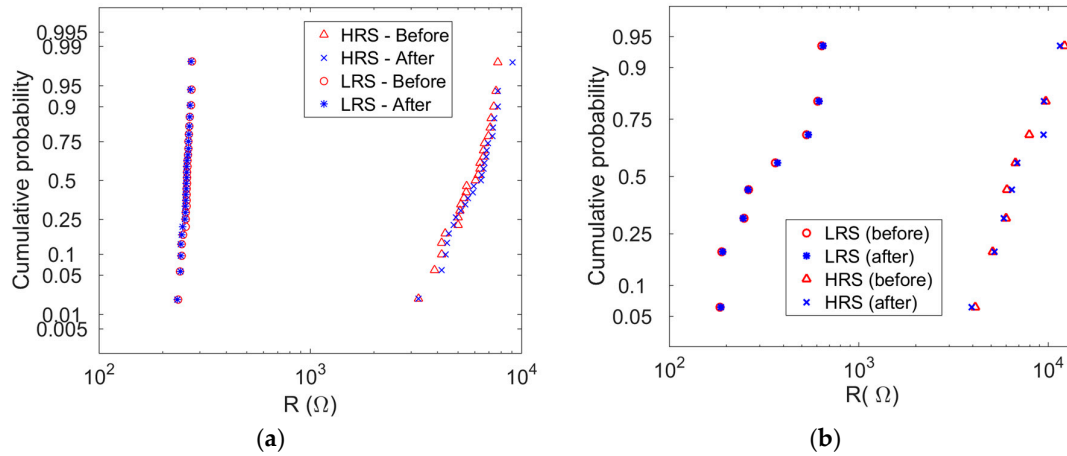 Cumulative probability
0.995
0.99
0.95
0.9
0.75
0.5
0.25
0.1
0.05
0.01
0.005
HRS - Before
HRS - After
LRS - Before
LRS - After
10^2
10^3
10^4
R (Ω)
(a)
Cumulative probability
0.95
0.9
0.75
0.5
0.25
0.1
0.05
LRS (before)
LRS (after)
HRS (before)
HRS (after)
10^2
10^3
10^4
R( Ω)
(b)